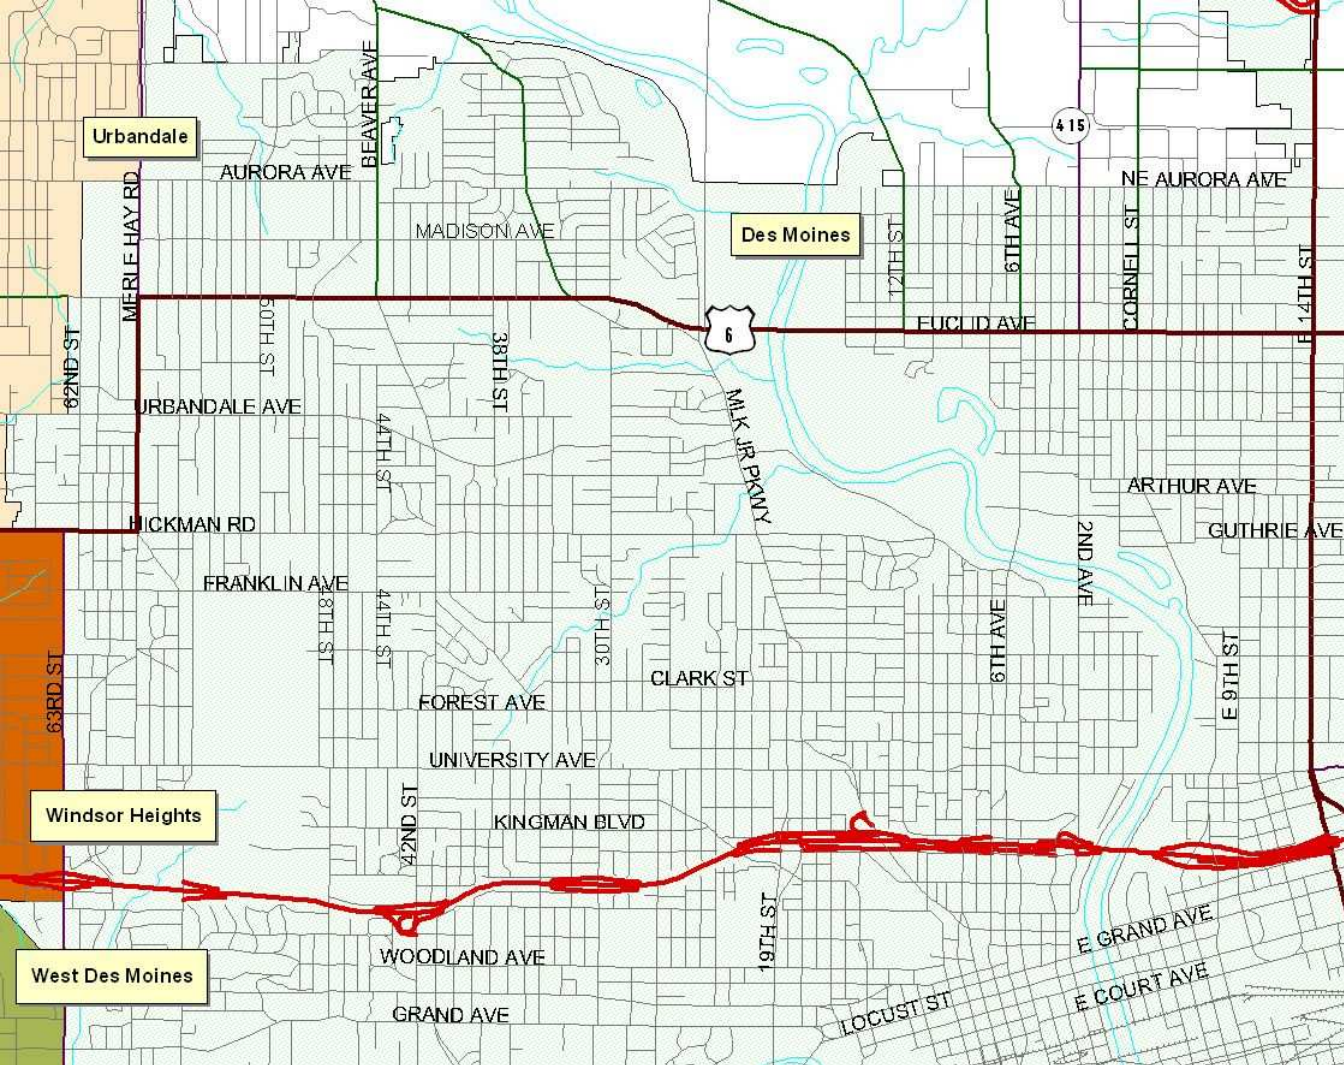 BEAVER AVE
415
Urbandale
AURORA AVE
NE AURORA AVE
MERLE HAY RD
MADISON AVE
Des Moines
12TH ST
6TH AVE
CORNELL ST
E 14TH ST
50TH ST
6
EUCLID AVE
62ND ST
38TH ST
URBANDALE AVE
44TH ST
MLK JR PKWY
ARTHUR AVE
HICKMAN RD
2ND AVE
GUTHRIE AVE
FRANKLIN AVE
48TH ST
44TH ST
30TH ST
6TH AVE
E 9TH ST
63RD ST
CLARK ST
FOREST AVE
UNIVERSITY AVE
Windsor Heights
42ND ST
KINGMAN BLVD
19TH ST
E GRAND AVE
WOODLAND AVE
West Des Moines
E COURT AVE
GRAND AVE
LOCUST ST